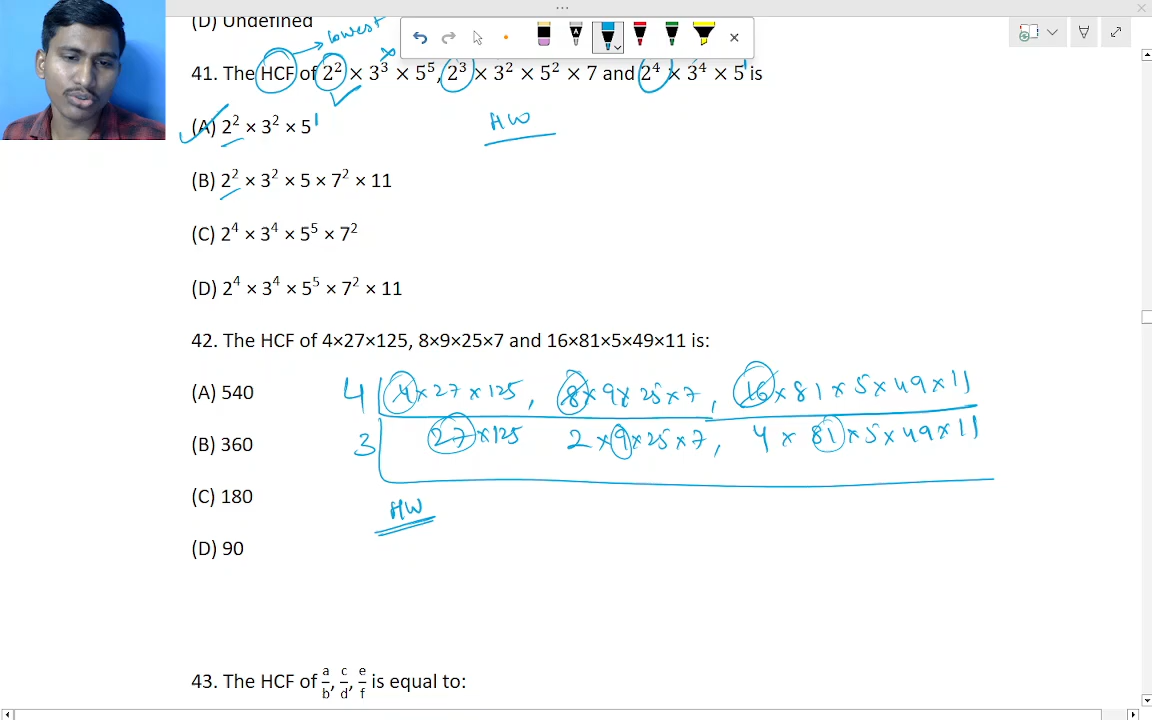 (D) Undefined
lowest
41. The HCF of 2² × 3³ × 5⁵, 2³ × 3² × 5² × 7 and 2⁴ × 3⁴ × 5¹ is
(A) 2² × 3² × 5¹
HW
(B) 2² × 3² × 5 × 7² × 11
(C) 2⁴ × 3⁴ × 5⁵ × 7²
(D) 2⁴ × 3⁴ × 5⁵ × 7² × 11
42. The HCF of 4×27×125, 8×9×25×7 and 16×81×5×49×11 is:
(A) 540
4 4×27×125, 8×9×25×7, 16×81×5×49×11
(B) 360
3 27×125 2×9×25×7, 4×81×5×49×11
(C) 180
HW
(D) 90
43. The HCF of a/b, c/d, e/f is equal to: